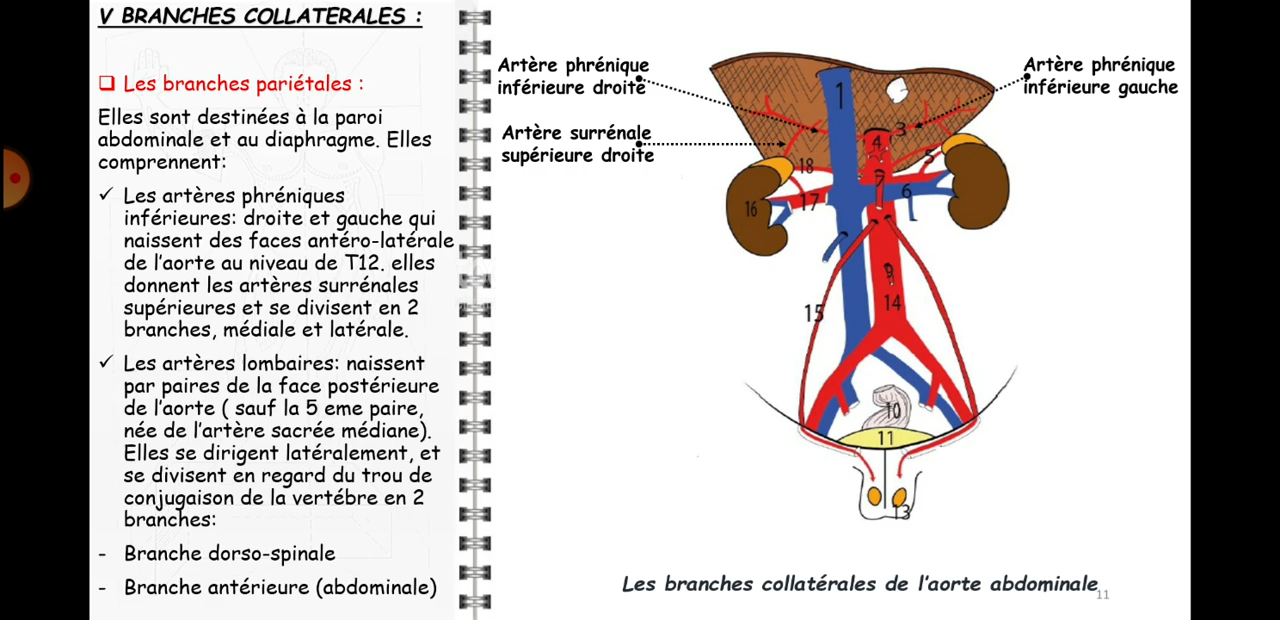 V BRANCHES COLLATERALES :
❑ Les branches pariétales :
Elles sont destinées à la paroi
abdominale et au diaphragme. Elles
comprennent:
✓ Les artères phréniques
inférieures: droite et gauche qui
naissent des faces antéro-latérale
de l'aorte au niveau de T12. elles
donnent les artères surrénales
supérieures et se divisent en 2
branches, médiale et latérale.
✓ Les artères lombaires: naissent
par paires de la face postérieure
de l'aorte ( sauf la 5 eme paire,
née de l'artère sacrée médiane).
Elles se dirigent latéralement, et
se divisent en regard du trou de
conjugaison de la vertébre en 2
branches:
- Branche dorso-spinale
- Branche antérieure (abdominale)
Artère phrénique
inférieure droite
Artère phrénique
inférieure gauche
Artère surrénale
supérieure droite
1
3
4
5
18
7
6
17
16
2
9
14
15
10
11
13
Les branches collatérales de l'aorte abdominale
11